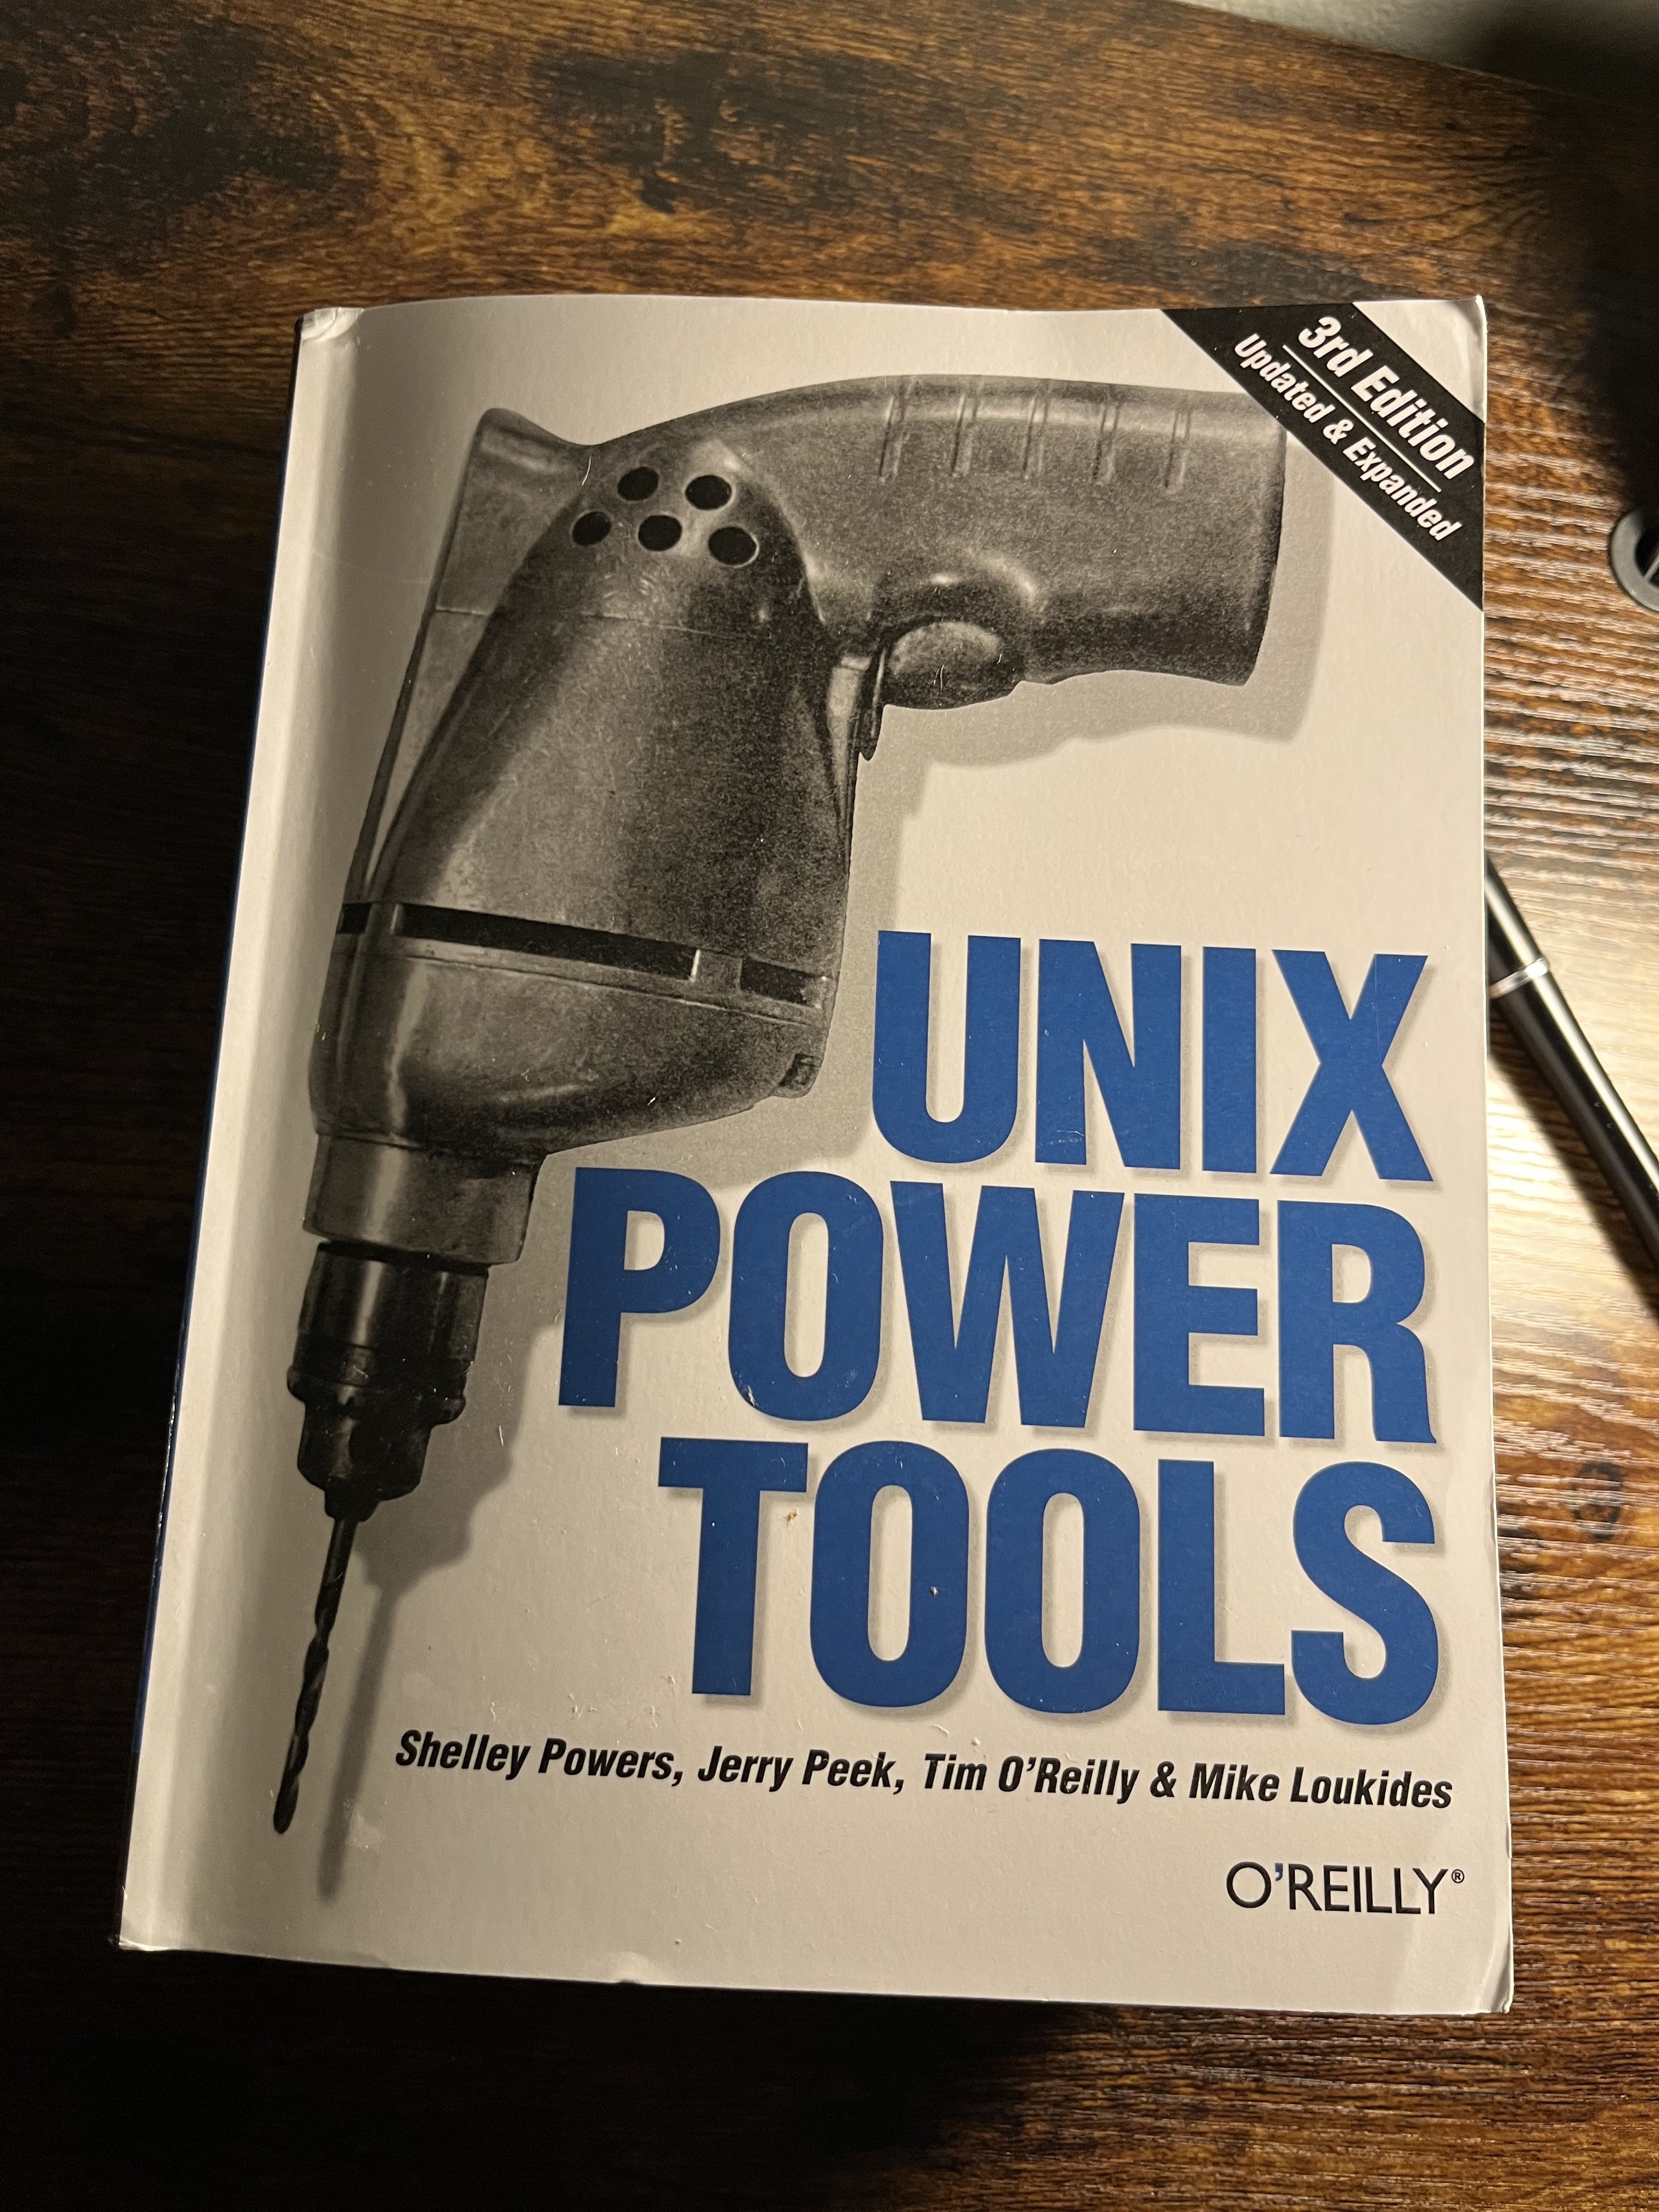 3rd Edition
Updated & Expanded
UNIX
POWER
TOOLS
Shelley Powers, Jerry Peek, Tim O'Reilly & Mike Loukides
O'REILLY®